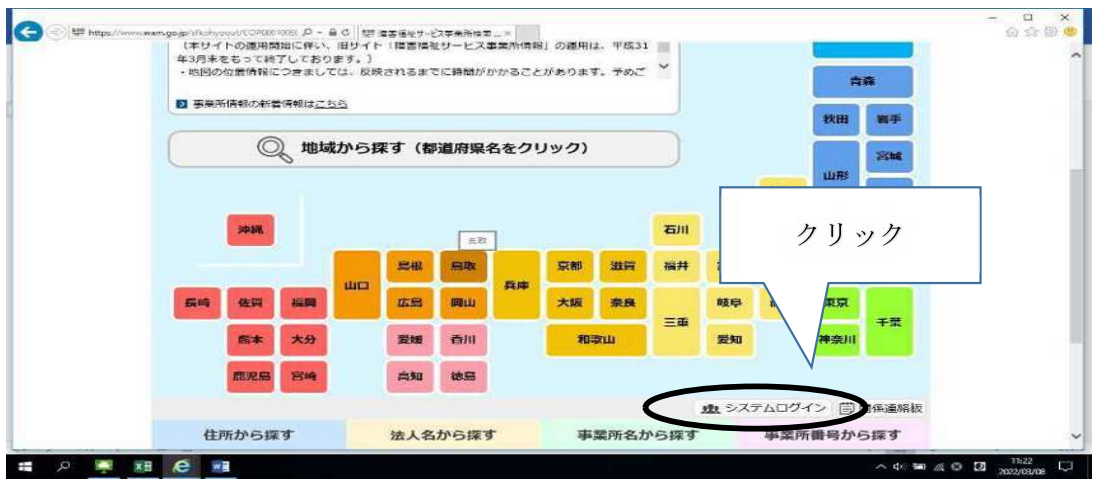 https://www.wam.go.jp/sfkohyoout/COP000100E
障害福祉サービス事業所検索...
(本サイトの運用開始に伴い、旧サイト「障害福祉サービス事業所情報」の運用は、平成31
年3月末をもって終了しております。)
・地図の位置情報につきましては、反映されるまでに時間がかかることがあります。予めご
事業所情報の新着情報はこちら
地域から探す(都道府県名をクリック)
青森
秋田 岩手
山形 宮城
クリック
沖縄
鳥取
石川
島根 鳥取 京都 滋賀 福井
山口 兵庫
長崎 佐賀 福岡 広島 岡山 大阪 奈良 三重 岐阜 東京 千葉
熊本 大分 愛媛 香川 和歌山 愛知 神奈川
鹿児島 宮崎 高知 徳島
システムログイン 関係連絡板
住所から探す 法人名から探す 事業所名から探す 事業所番号から探す
11:22
2022/03/08